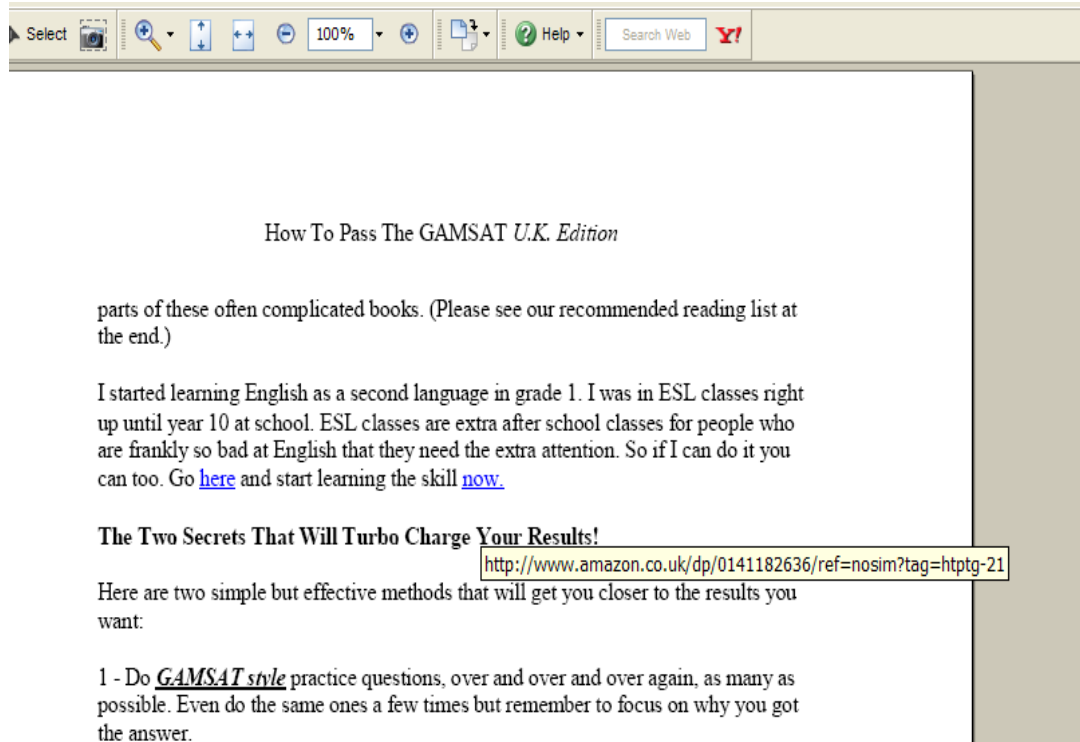 Select 100% Help Search Web Y!
How To Pass The GAMSAT U.K. Edition
parts of these often complicated books. (Please see our recommended reading list at
the end.)
I started learning English as a second language in grade 1. I was in ESL classes right
up until year 10 at school. ESL classes are extra after school classes for people who
are frankly so bad at English that they need the extra attention. So if I can do it you
can too. Go here and start learning the skill now.
The Two Secrets That Will Turbo Charge Your Results!
http://www.amazon.co.uk/dp/0141182636/ref=nosim?tag=htptg-21
Here are two simple but effective methods that will get you closer to the results you
want:
1 - Do GAMSAT style practice questions, over and over and over again, as many as
possible. Even do the same ones a few times but remember to focus on why you got
the answer.